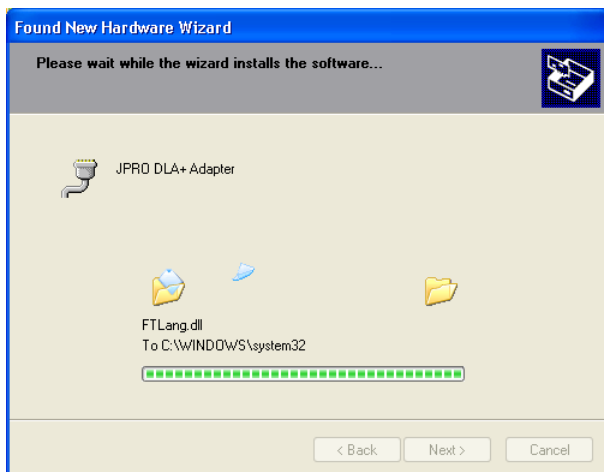 Found New Hardware Wizard
Please wait while the wizard installs the software...
JPRO DLA+ Adapter
FTLang.dll
To C:\WINDOWS\system32
< Back
Next >
Cancel